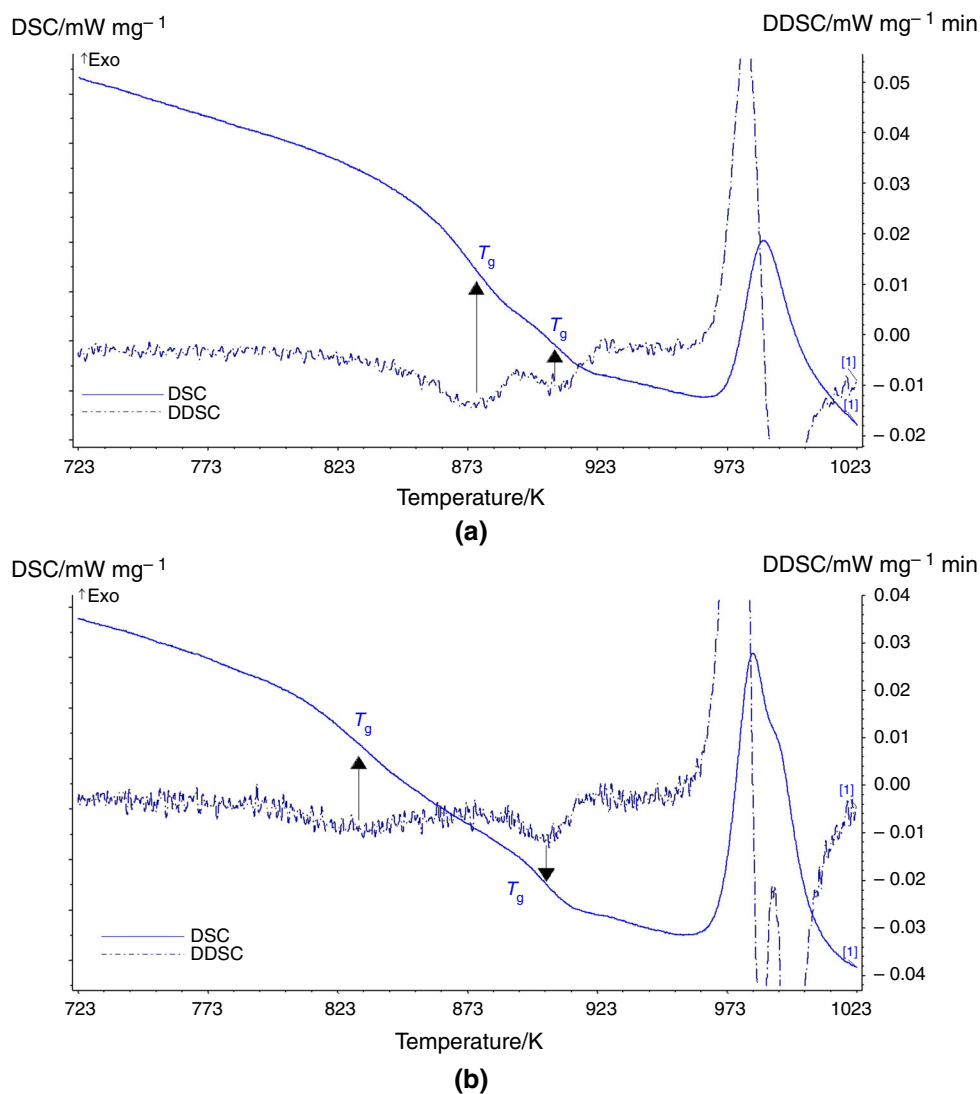 DSC/mW mg⁻¹ DDSC/mW mg⁻¹ min
↑Exo
0.05
0.04
0.03
0.02
0.01
0.00
– 0.01
– 0.02
Tg
Tg
[1]
[1]
DSC
DDSC
723 773 823 873 923 973 1023
Temperature/K
(a)
DSC/mW mg⁻¹ DDSC/mW mg⁻¹ min
↑Exo
0.04
0.03
0.02
0.01
0.00
– 0.01
– 0.02
– 0.03
– 0.04
Tg
Tg
[1]
[1]
DSC
DDSC
723 773 823 873 923 973 1023
Temperature/K
(b)